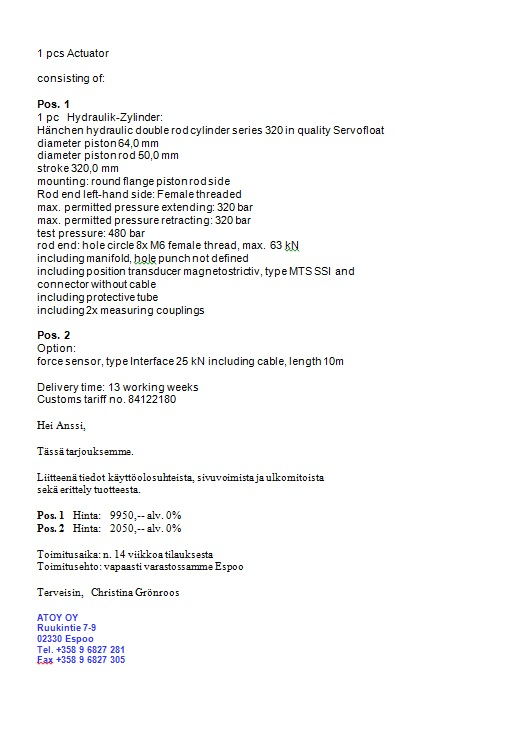 1 pcs Actuator
consisting of:
Pos. 1
1 pc Hydraulik-Zylinder:
Hänchen hydraulic double rod cylinder series 320 in quality Servofloat
diameter piston 64,0 mm
diameter piston rod 50,0 mm
stroke 320,0 mm
mounting: round flange piston rod side
Rod end left-hand side: Female threaded
max. permitted pressure extending: 320 bar
max. permitted pressure retracting: 320 bar
test pressure: 480 bar
rod end: hole circle 8x M6 female thread, max. 63 kN
including manifold, hole punch not defined
including position transducer magnetostrictiv, type MTS SSI and
connector without cable
including protective tube
including 2x measuring couplings
Pos. 2
Option:
force sensor, type Interface 25 kN including cable, length 10m
Delivery time: 13 working weeks
Customs tariff no. 84122180
Hei Anssi,
Tässä tarjouksemme.
Liitteenä tiedot käyttöolosuhteista, sivuvoimista ja ulkomitoista
sekä erittely tuotteesta.
Pos. 1 Hinta: 9950,-- alv. 0%
Pos. 2 Hinta: 2050,-- alv. 0%
Toimitusaika: n. 14 viikkoa tilauksesta
Toimitusehto: vapaasti varastossamme Espoo
Terveisin, Christina Grönroos
ATOY OY
Ruukintie 7-9
02330 Espoo
Tel. +358 9 6827 281
Fax +358 9 6827 305